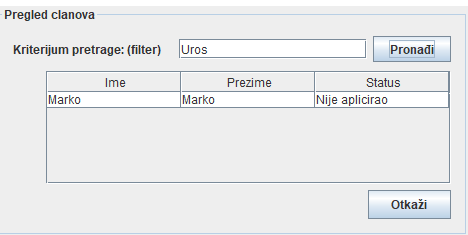 Pregled clanova
Kriterijum pretrage: (filter) Uros Pronađi
Ime Prezime Status
Marko Marko Nije aplicirao
Otkaži